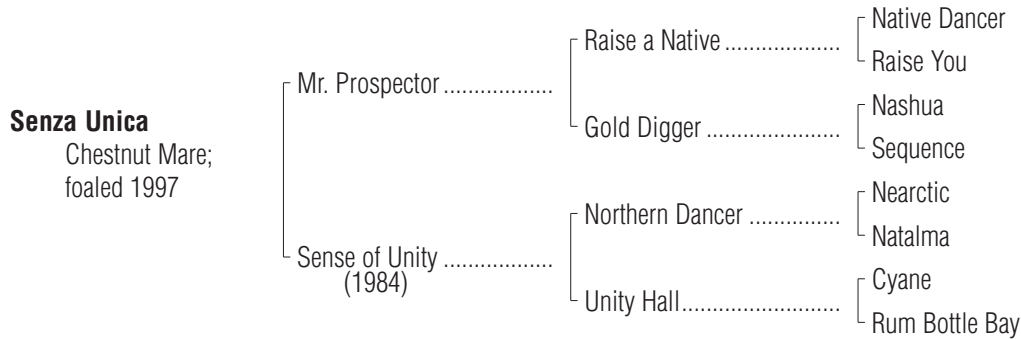 Native Dancer
Raise a Native ...................
Raise You
Mr. Prospector ..................
Nashua
Gold Digger ......................
Sequence
Senza Unica
Chestnut Mare;
foaled 1997
Nearctic
Northern Dancer ...............
Natalma
Sense of Unity ..................
(1984)
Cyane
Unity Hall..........................
Rum Bottle Bay